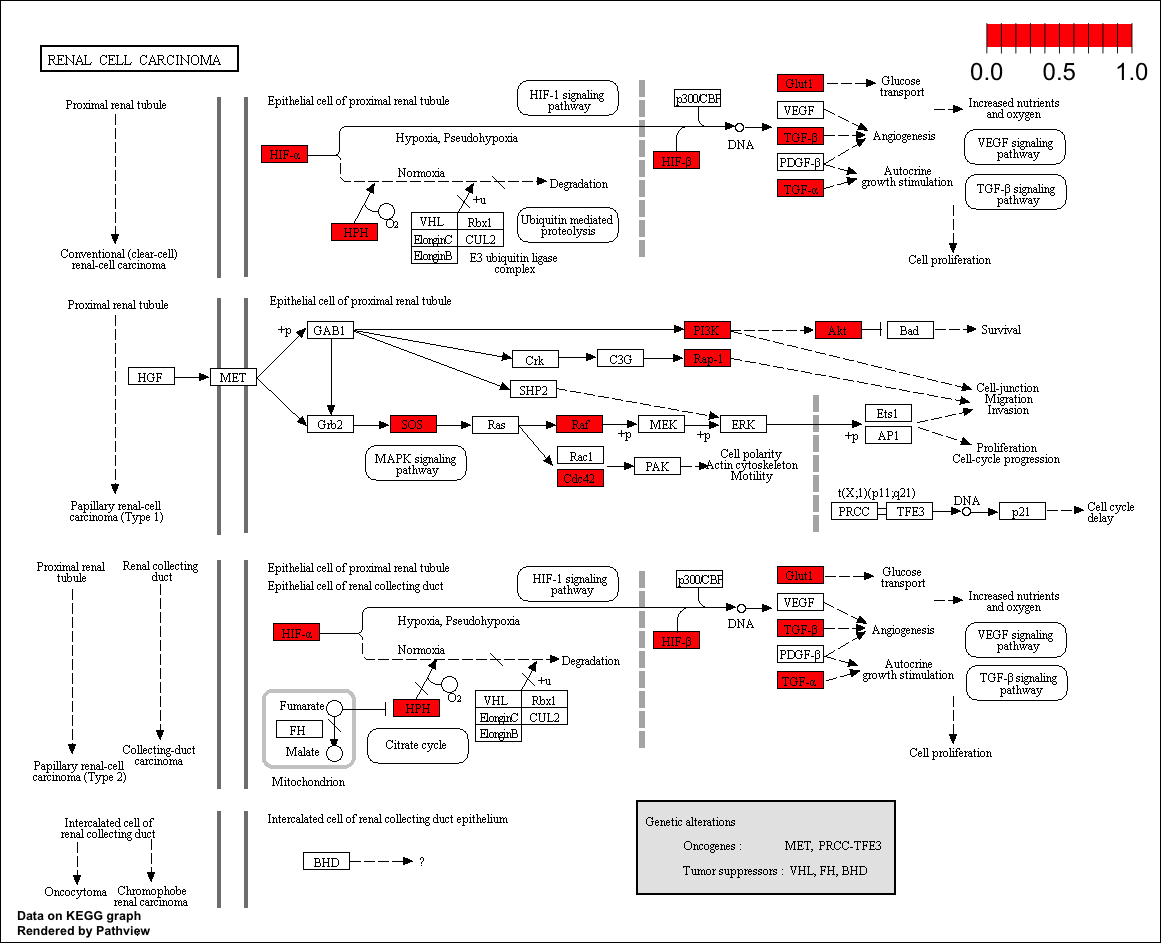 RENAL CELL CARCINOMA
0.0 0.5 1.0
Proximal renal tubule
Conventional (clear-cell)
renal-cell carcinoma
Epithelial cell of proximal renal tubule
HIF-1 signaling
pathway
Hypoxia, Pseudohypoxia
HIF-α
Normoxia
Degradation
HPH
O2
+u
VHL Rbx1
ElonginC CUL2
ElonginB
E3 ubiquitin ligase
complex
Ubiquitin mediated
proteolysis
p300/CBP
HIF-β
DNA
Glut1
VEGF
TGF-β
PDGF-β
TGF-α
Glucose
transport
Angiogenesis
Autocrine
growth stimulation
Increased nutrients
and oxygen
VEGF signaling
pathway
TGF-β signaling
pathway
Cell proliferation
Proximal renal tubule
Papillary renal-cell
carcinoma (Type 1)
Epithelial cell of proximal renal tubule
HGF
MET
+p
GAB1
PI3K
Akt
Bad
Survival
Crk
C3G
Rap-1
SHP2
Cell-junction
Migration
Invasion
Grb2
SOS
Ras
Raf
+p
MEK
+p
ERK
+p
Ets1
AP1
Proliferation
Cell-cycle progression
MAPK signaling
pathway
Rac1
Cdc42
PAK
Cell polarity
Actin cytoskeleton
Motility
t(X;1)(p11;q21)
PRCC TFE3
DNA
p21
Cell cycle
delay
Proximal renal
tubule
Renal collecting
duct
Papillary renal-cell
carcinoma (Type 2)
Collecting-duct
carcinoma
Epithelial cell of proximal renal tubule
Epithelial cell of renal collecting duct
HIF-1 signaling
pathway
Hypoxia, Pseudohypoxia
HIF-α
Normoxia
Degradation
Fumarate
FH
Malate
Mitochondrion
HPH
O2
+u
Citrate cycle
VHL Rbx1
ElonginC CUL2
ElonginB
p300/CBP
HIF-β
DNA
Glut1
VEGF
TGF-β
PDGF-β
TGF-α
Glucose
transport
Angiogenesis
Autocrine
growth stimulation
Increased nutrients
and oxygen
VEGF signaling
pathway
TGF-β signaling
pathway
Cell proliferation
Intercalated cell of
renal collecting duct
Oncocytoma
Chromophobe
renal carcinoma
Intercalated cell of renal collecting duct epithelium
BHD
?
Genetic alterations
Oncogenes : MET, PRCC-TFE3
Tumor suppressors : VHL, FH, BHD
Data on KEGG graph
Rendered by Pathview